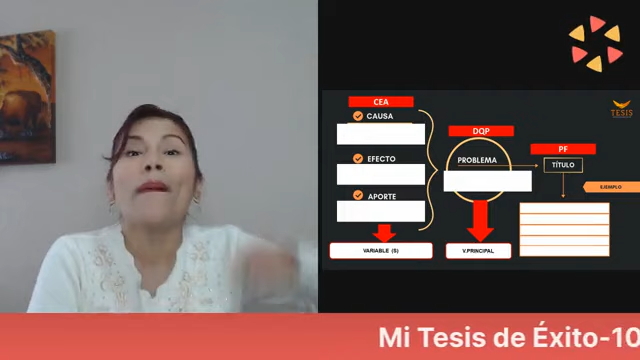 CEA
CAUSA
EFECTO
APORTE
VARIABLE (S)
DQP
PROBLEMA
V.PRINCIPAL
PF
TÍTULO
EJEMPLO
TESIS
Mi Tesis de Éxito-10